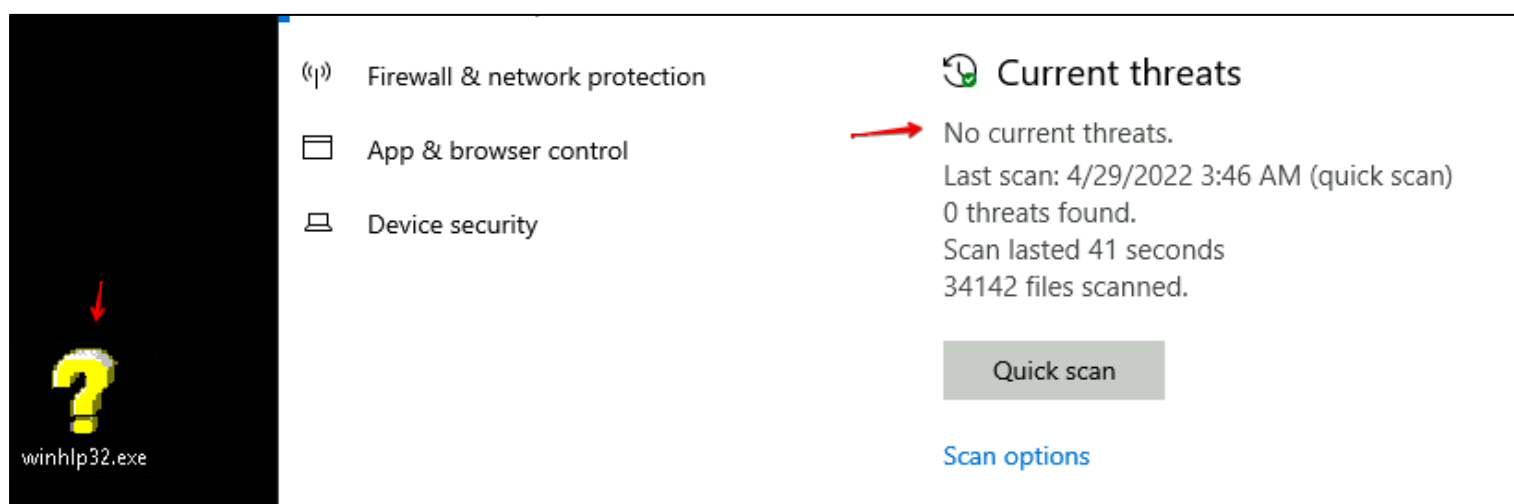 Firewall & network protection
App & browser control
Device security
Current threats
No current threats.
Last scan: 4/29/2022 3:46 AM (quick scan)
0 threats found.
Scan lasted 41 seconds
34142 files scanned.
Quick scan
Scan options
winhlp32.exe